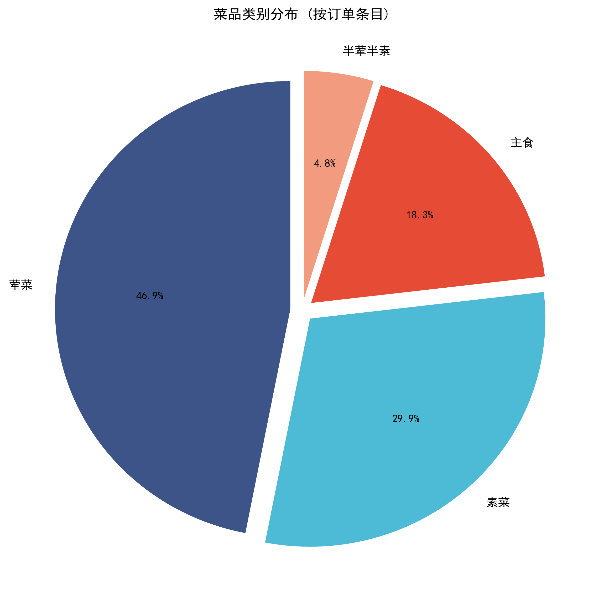 菜品类别分布 (按订单条目)
半荤半素
4.8%
主食
18.3%
荤菜
46.9%
29.9%
素菜